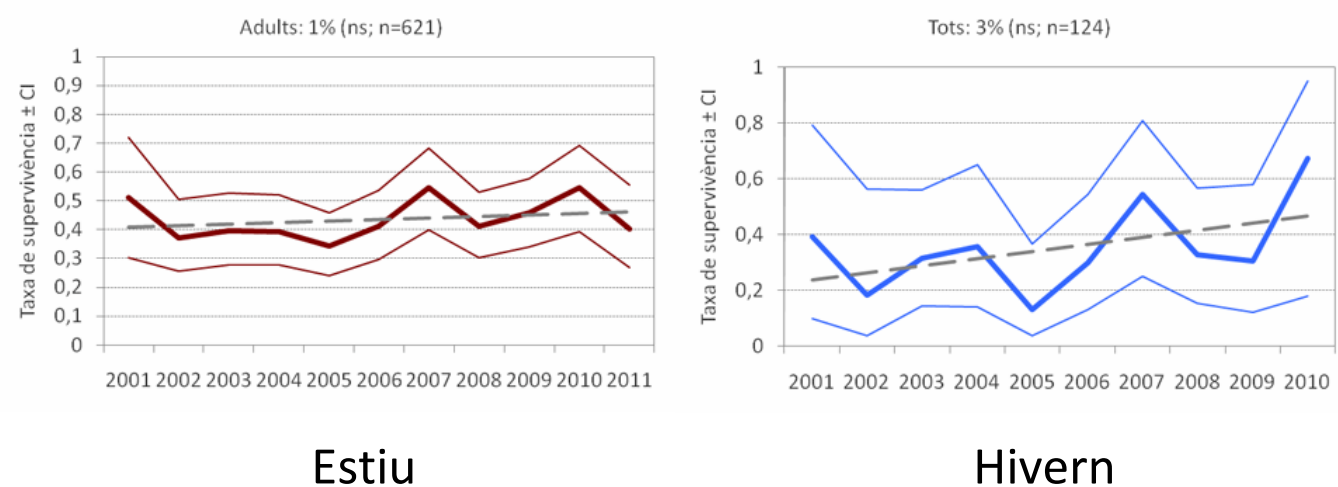 Adults: 1% (ns; n=621)
Taxa de supervivència ± CI
1
0,9
0,8
0,7
0,6
0,5
0,4
0,3
0,2
0,1
0
2001 2002 2003 2004 2005 2006 2007 2008 2009 2010 2011
Estiu
Tots: 3% (ns; n=124)
Taxa de supervivència ± CI
1
0,8
0,6
0,4
0,2
0
2001 2002 2003 2004 2005 2006 2007 2008 2009 2010
Hivern